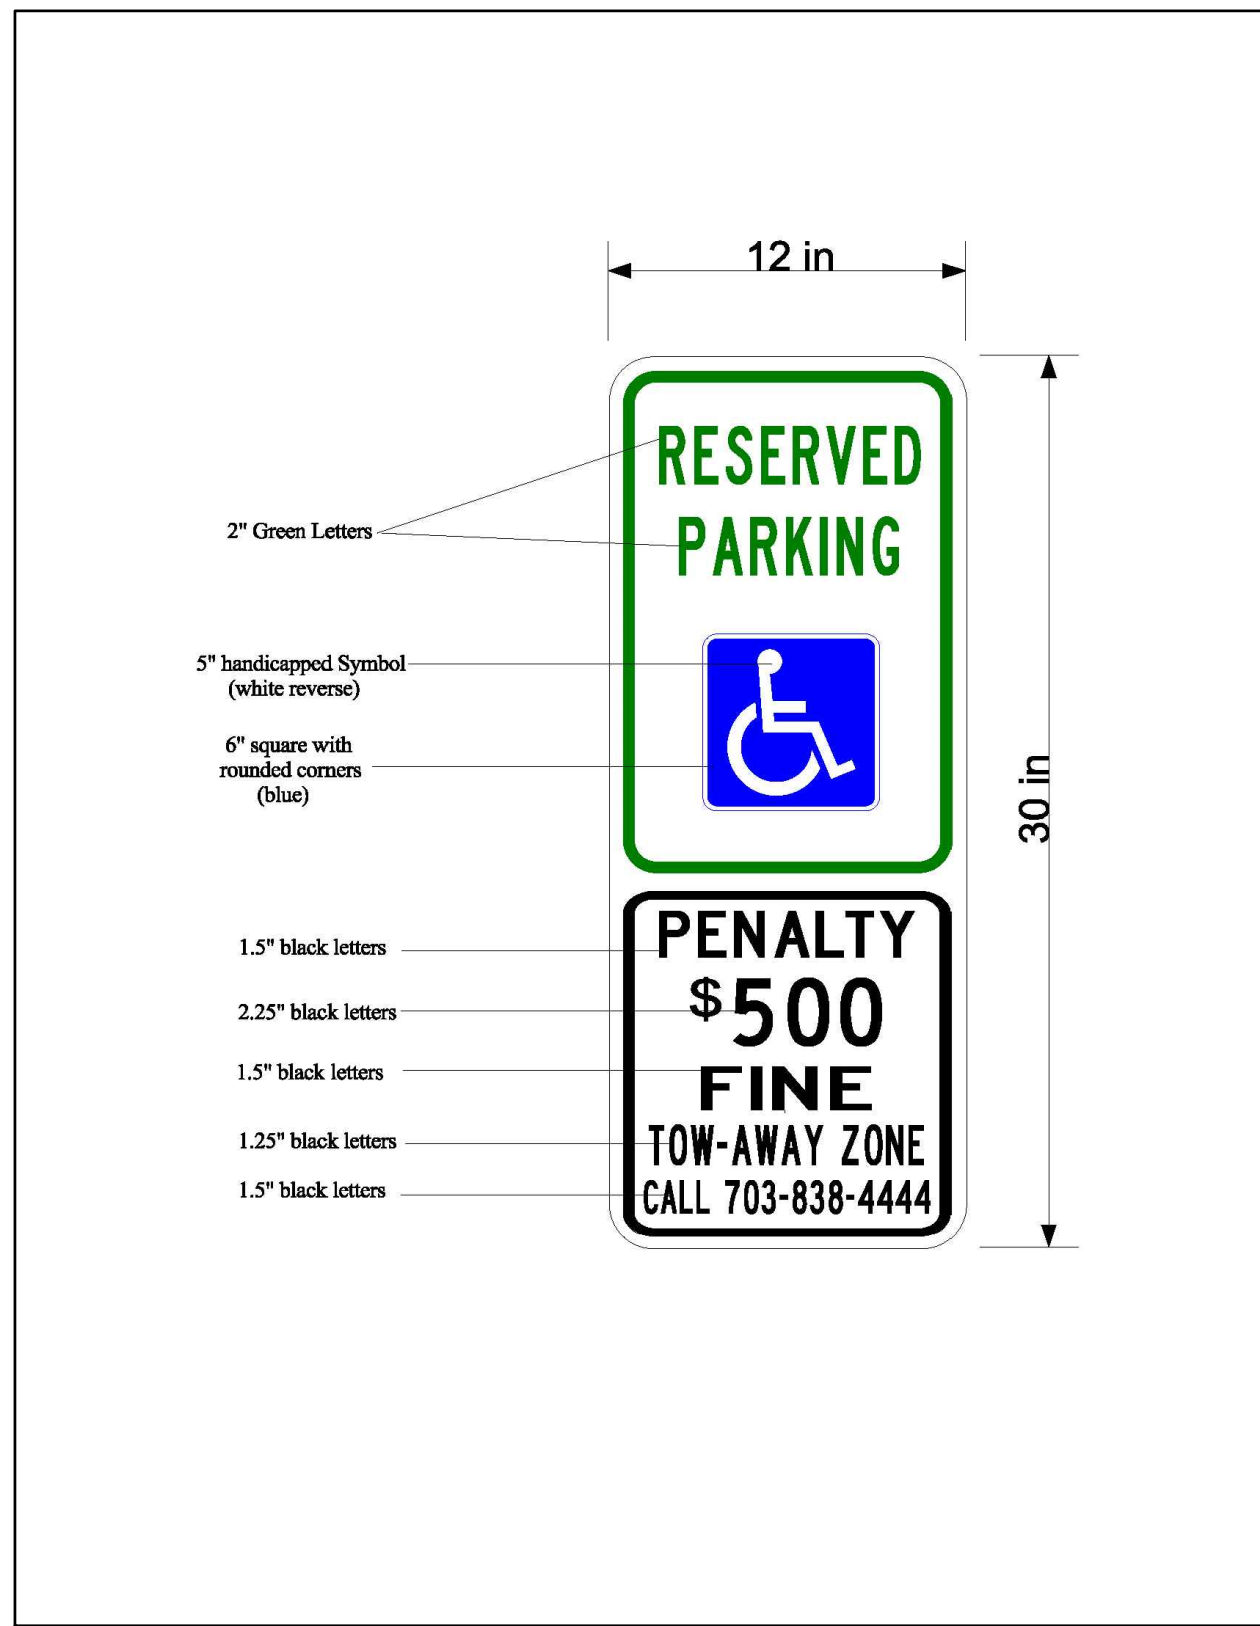 12 in
RESERVED
PARKING
2" Green Letters
5" handicapped Symbol
(white reverse)
6" square with
rounded corners
(blue)
30 in
PENALTY
1.5" black letters
$500
2.25" black letters
FINE
1.5" black letters
TOW-AWAY ZONE
1.25" black letters
CALL 703-838-4444
1.5" black letters